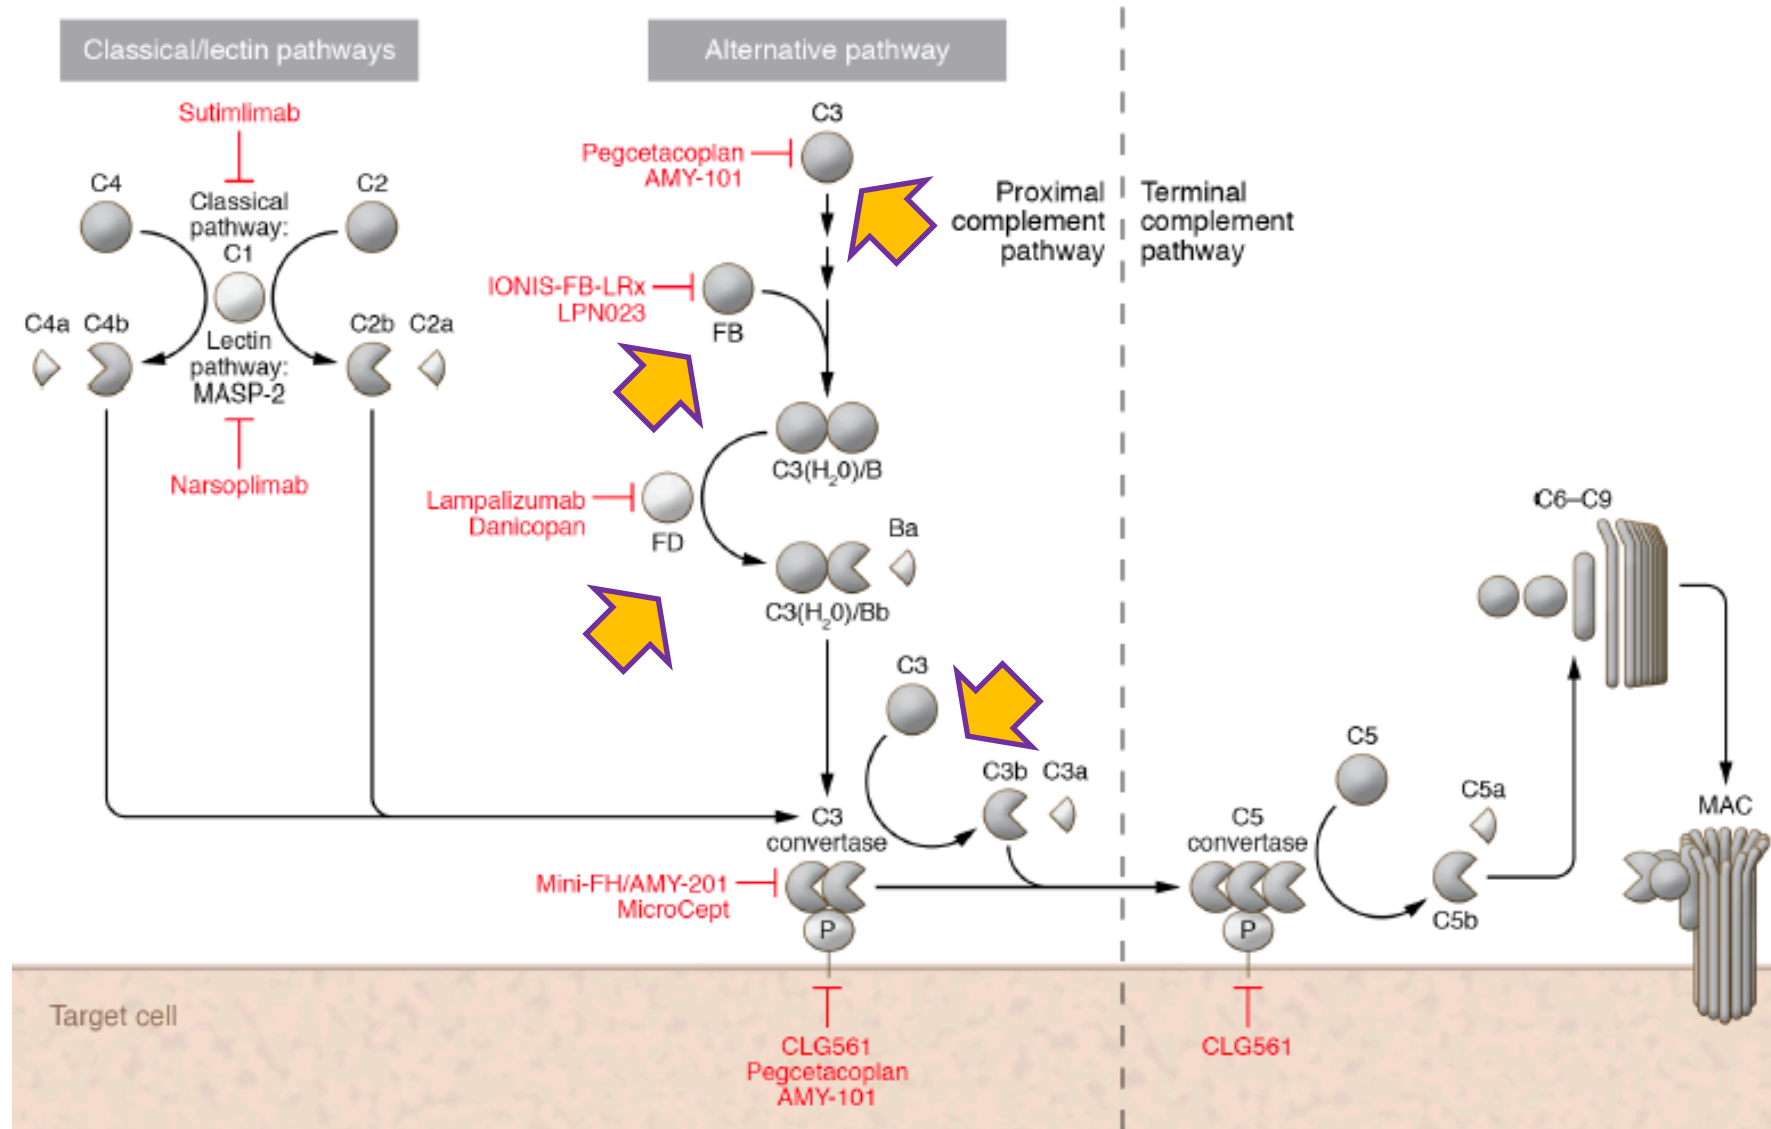 Classical/lectin pathways
Alternative pathway
Sutimlimab
C4
Classical
pathway:
C1
C2
C4a
C4b
Lectin
pathway:
MASP-2
C2b
C2a
Narsoplimab
C3
Pegcetacoplan
AMY-101
IONIS-FB-LRx
LPN023
FB
C3(H20)/B
Lampalizumab
Danicopan
FD
Ba
C3(H20)/Bb
C3
C3b
C3a
C3
convertase
Mini-FH/AMY-201
MicroCept
P
Proximal
complement
pathway
Terminal
complement
pathway
C5
convertase
P
C5
C5a
C5b
C6–C9
MAC
Target cell
CLG561
Pegcetacoplan
AMY-101
CLG561